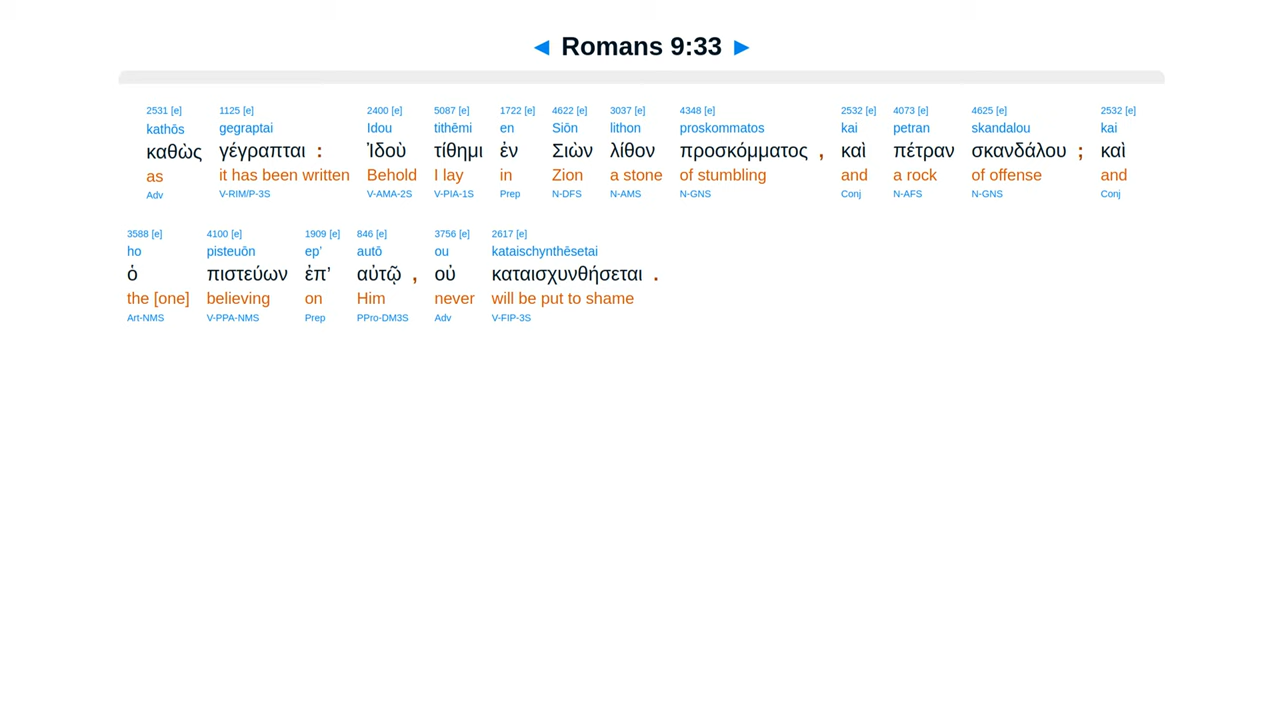 ◄ Romans 9:33 ►
2531 [e] 1125 [e] 2400 [e] 5087 [e] 1722 [e] 4622 [e] 3037 [e] 4348 [e] 2532 [e] 4073 [e] 4625 [e] 2532 [e]
kathōs gegraptai Idou tithēmi en Siōn lithon proskommatos kai petran skandalou kai
καθὼς γέγραπται : Ἰδοὺ τίθημι ἐν Σιὼν λίθον προσκόμματος , καὶ πέτραν σκανδάλου ; καὶ
as it has been written Behold I lay in Zion a stone of stumbling and a rock of offense and
Adv V-RIM/P-3S V-AMA-2S V-PIA-1S Prep N-DFS N-AMS N-GNS Conj N-AFS N-GNS Conj
3588 [e] 4100 [e] 1909 [e] 846 [e] 3756 [e] 2617 [e]
ho pisteuōn ep' autō ou kataischynthēsetai
ὁ πιστεύων ἐπ’ αὐτῷ , οὐ καταισχυνθήσεται .
the [one] believing on Him never will be put to shame
Art-NMS V-PPA-NMS Prep PPro-DM3S Adv V-FIP-3S